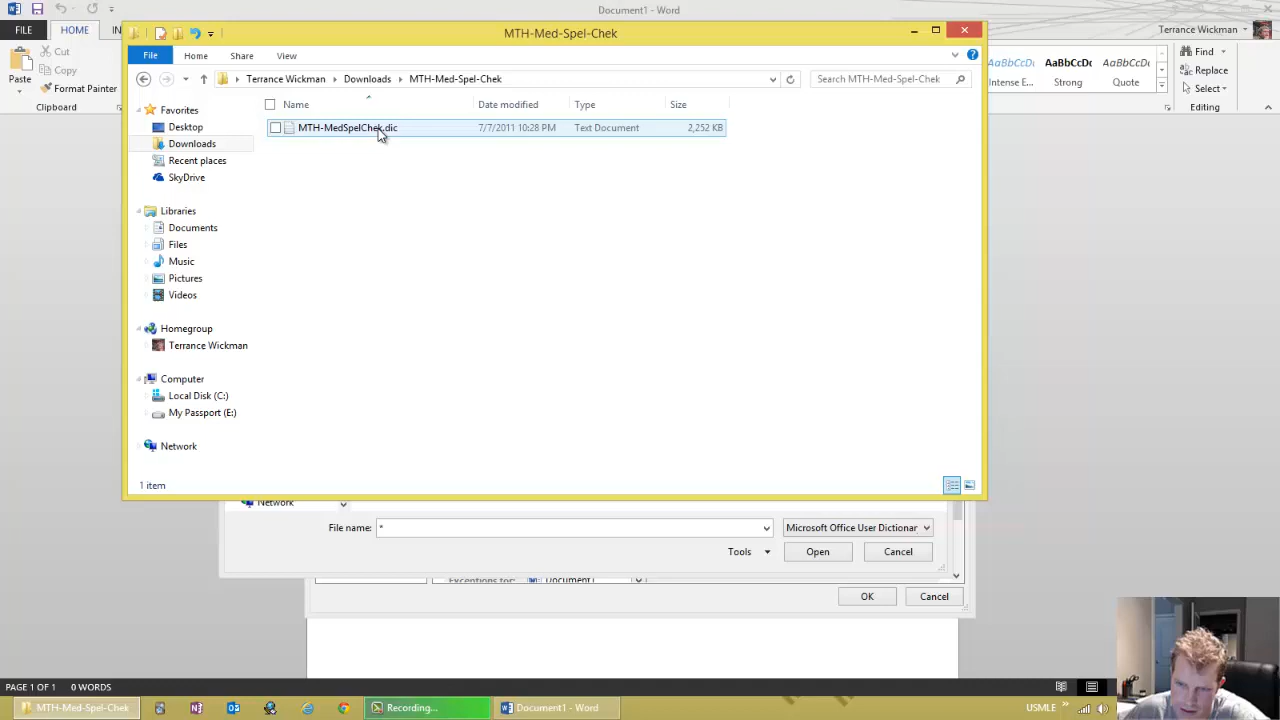 Document1 - Word
FILE HOME IN
Terrance Wickman
Paste
Cut
Copy
Format Painter
Clipboard
MTH-Med-Spel-Chek
File Home Share View
Terrance Wickman Downloads MTH-Med-Spel-Chek
Search MTH-Med-Spel-Chek
AaBbCcDc AaBbCcDc AaBbCcDc
Intense E... Strong Quote
Find
Replace
Select
Editing
Name Date modified Type Size
MTH-MedSpelChek.dic 7/7/2011 10:28 PM Text Document 2,252 KB
Favorites
Desktop
Downloads
Recent places
SkyDrive
Libraries
Documents
Files
Music
Pictures
Videos
Homegroup
Terrance Wickman
Computer
Local Disk (C:)
My Passport (E:)
Network
1 item
Network
File name: *
Microsoft Office User Dictionar
Tools Open Cancel
Exceptions for: Document1
OK Cancel
PAGE 1 OF 1 0 WORDS
MTH-Med-Spel-Chek
Recording...
Document1 - Word
USMLE